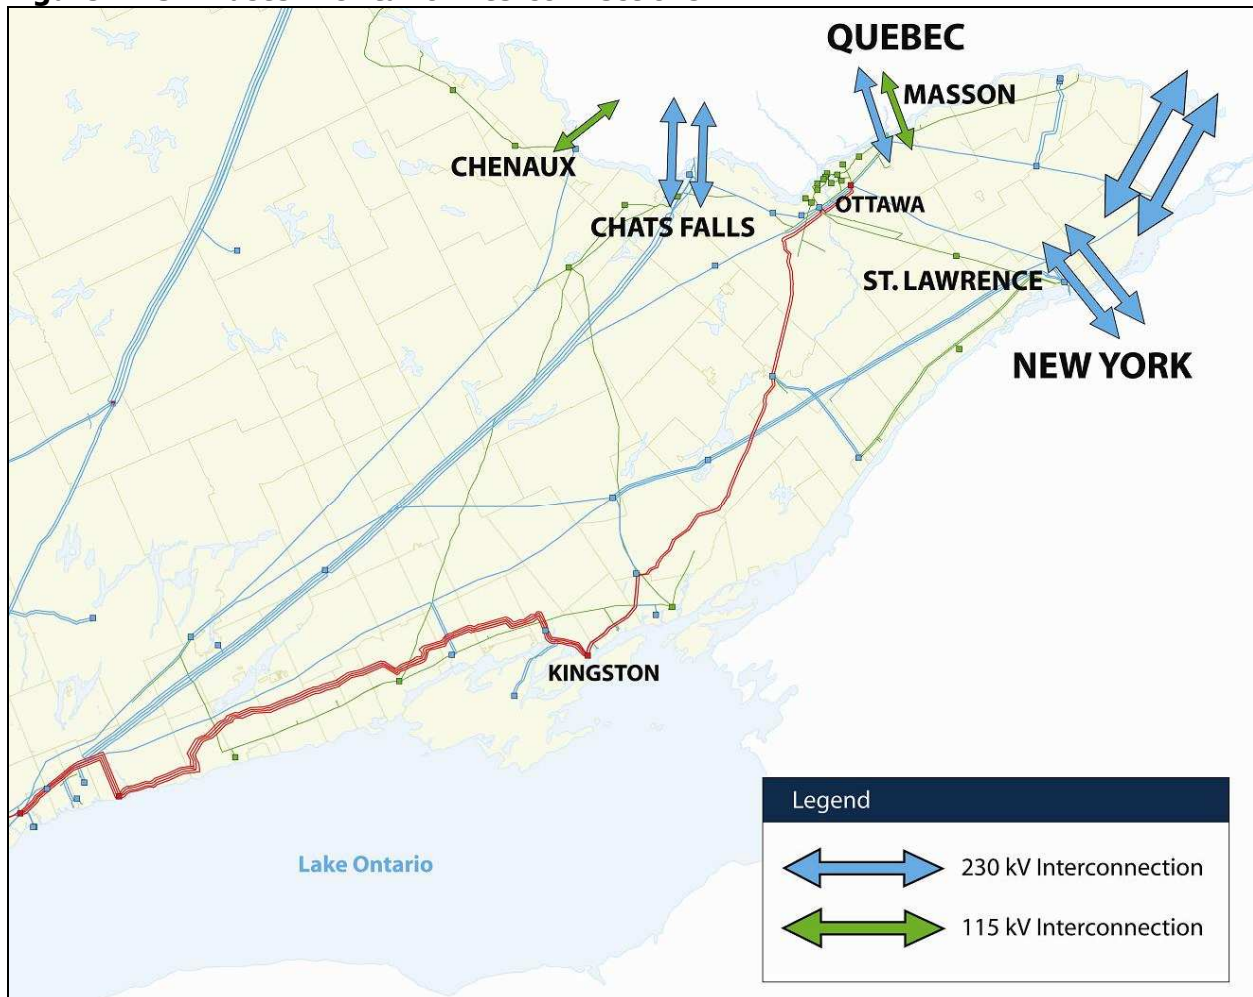 QUEBEC
MASSON
CHENAUX
CHATS FALLS
OTTAWA
ST. LAWRENCE
NEW YORK
KINGSTON
Lake Ontario
Legend
230 kV Interconnection
115 kV Interconnection